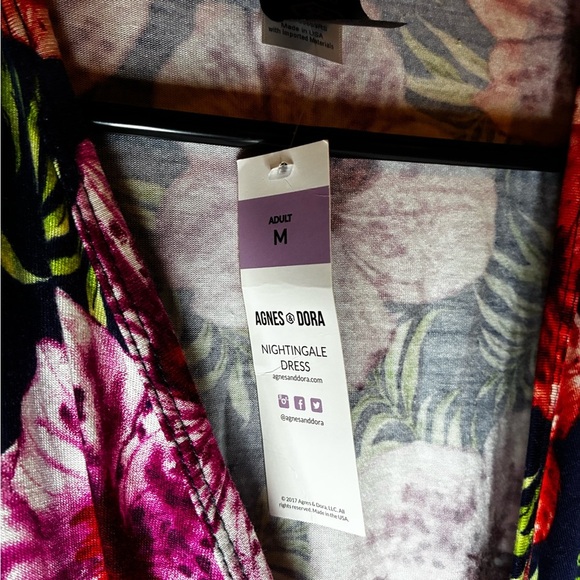 Made in USA
with Imported Materials
ADULT
M
AGNES & DORA
NIGHTINGALE
DRESS
agnesanddora.com
@agnesanddora
© 2017 Agnes & Dora, LLC. All
rights reserved. Made in the USA.